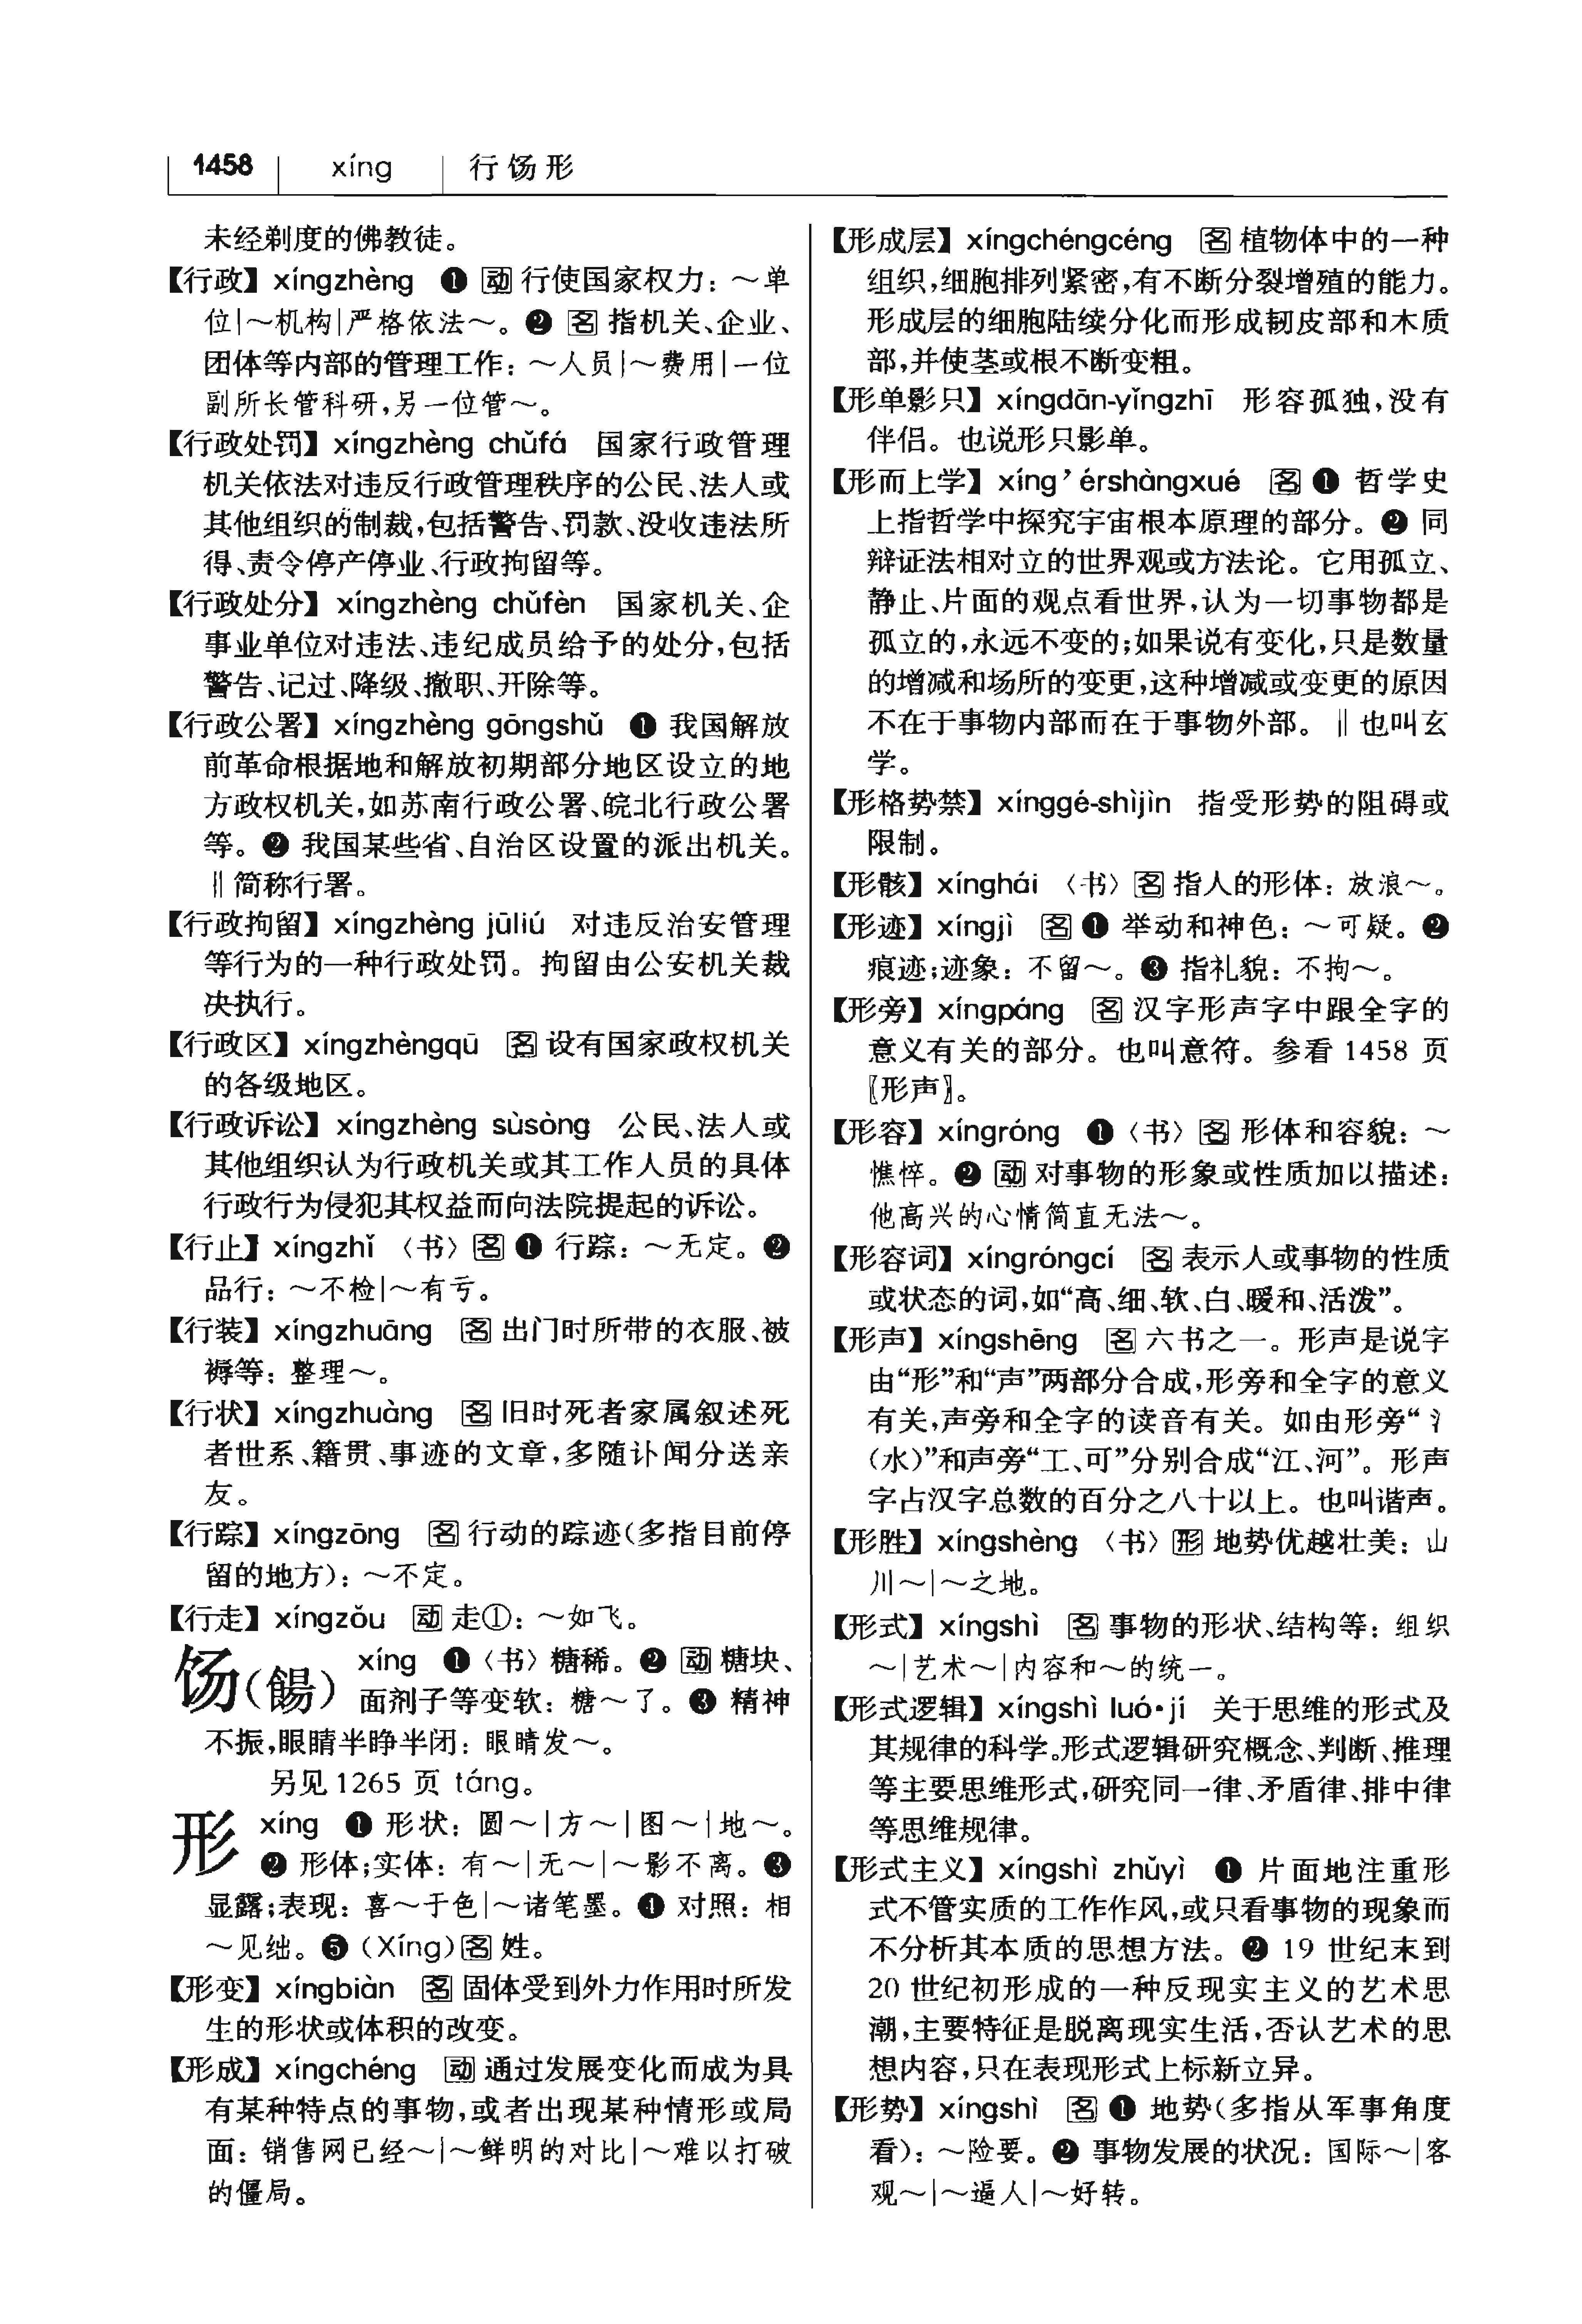 1458 xíng 行饧形
未经剃度的佛教徒。
【行政】xíngzhèng ❶ 动 行使国家权力：～单
位|～机构|严格依法～。❷ 名 指机关、企业、
团体等内部的管理工作：～人员|～费用|一位
副所长管科研，另一位管～。
【行政处罚】xíngzhèng chǔfá 国家行政管理
机关依法对违反行政管理秩序的公民、法人或
其他组织的制裁，包括警告、罚款、没收违法所
得、责令停产停业、行政拘留等。
【行政处分】xíngzhèng chǔfèn 国家机关、企
事业单位对违法、违纪成员给予的处分，包括
警告、记过、降级、撤职、开除等。
【行政公署】xíngzhèng gōngshǔ ❶ 我国解放
前革命根据地和解放初期部分地区设立的地
方政权机关，如苏南行政公署、皖北行政公署
等。❷ 我国某些省、自治区设置的派出机关。
‖简称行署。
【行政拘留】xíngzhèng jūliú 对违反治安管理
等行为的一种行政处罚。拘留由公安机关裁
决执行。
【行政区】xíngzhèngqū 名 设有国家政权机关
的各级地区。
【行政诉讼】xíngzhèng sùsòng 公民、法人或
其他组织认为行政机关或其工作人员的具体
行政行为侵犯其权益而向法院提起的诉讼。
【行止】xíngzhǐ〈书〉名 ❶ 行踪：～无定。❷
品行：～不检|～有亏。
【行装】xíngzhuāng 名 出门时所带的衣服、被
褥等：整理～。
【行状】xíngzhuàng 名 旧时死者家属叙述死
者世系、籍贯、事迹的文章，多随讣闻分送亲
友。
【行踪】xíngzōng 名 行动的踪迹（多指目前停
留的地方）：～不定。
【行走】xíngzǒu 动 走①：～如飞。
饧（餳） xíng ❶〈书〉糖稀。❷ 动 糖块、
面剂子等变软：糖～了。❸ 精神
不振，眼睛半睁半闭：眼睛发～。
另见 1265 页 táng。
形 xíng ❶ 形状：圆～|方～|图～|地～。
❷ 形体；实体：有～|无～|～影不离。❸
显露；表现：喜～于色|～诸笔墨。❹ 对照：相
～见绌。❺（Xíng）名 姓。
【形变】xíngbiàn 名 固体受到外力作用时所发
生的形状或体积的改变。
【形成】xíngchéng 动 通过发展变化而成为具
有某种特点的事物，或者出现某种情形或局
面：销售网已经～|～鲜明的对比|～难以打破
的僵局。
【形成层】xíngchéngcéng 名 植物体中的一种
组织，细胞排列紧密，有不断分裂增殖的能力。
形成层的细胞陆续分化而形成韧皮部和木质
部，并使茎或根不断变粗。
【形单影只】xíngdān-yǐngzhī 形容孤独，没有
伴侣。也说形只影单。
【形而上学】xíng’érshàngxué 名 ❶ 哲学史
上指哲学中探究宇宙根本原理的部分。❷ 同
辩证法相对立的世界观或方法论。它用孤立、
静止、片面的观点看世界，认为一切事物都是
孤立的，永远不变的；如果说有变化，只是数量
的增减和场所的变更，这种增减或变更的原因
不在于事物内部而在于事物外部。‖也叫玄
学。
【形格势禁】xínggé-shìjìn 指受形势的阻碍或
限制。
【形骸】xínghái〈书〉名 指人的形体：放浪～。
【形迹】xíngjì 名 ❶ 举动和神色：～可疑。❷
痕迹；迹象：不留～。❸ 指礼貌：不拘～。
【形旁】xíngpáng 名 汉字形声字中跟全字的
意义有关的部分。也叫意符。参看 1458 页
〖形声〗。
【形容】xíngróng ❶〈书〉名 形体和容貌：～
憔悴。❷ 动 对事物的形象或性质加以描述：
他高兴的心情简直无法～。
【形容词】xíngróngcí 名 表示人或事物的性质
或状态的词，如“高、细、软、白、暖和、活泼”。
【形声】xíngshēng 名 六书之一。形声是说字
由“形”和“声”两部分合成，形旁和全字的意义
有关，声旁和全字的读音有关。如由形旁“氵
（水）”和声旁“工、可”分别合成“江、河”。形声
字占汉字总数的百分之八十以上。也叫谐声。
【形胜】xíngshèng〈书〉形 地势优越壮美：山
川～|～之地。
【形式】xíngshì 名 事物的形状、结构等：组织
～|艺术～|内容和～的统一。
【形式逻辑】xíngshì luó·jí 关于思维的形式及
其规律的科学。形式逻辑研究概念、判断、推理
等主要思维形式，研究同一律、矛盾律、排中律
等思维规律。
【形式主义】xíngshì zhǔyì ❶ 片面地注重形
式不管实质的工作作风，或只看事物的现象而
不分析其本质的思想方法。❷ 19 世纪末到
20 世纪初形成的一种反现实主义的艺术思
潮，主要特征是脱离现实生活，否认艺术的思
想内容，只在表现形式上标新立异。
【形势】xíngshì 名 ❶ 地势（多指从军事角度
看）：～险要。❷ 事物发展的状况：国际～|客
观～|～逼人|～好转。